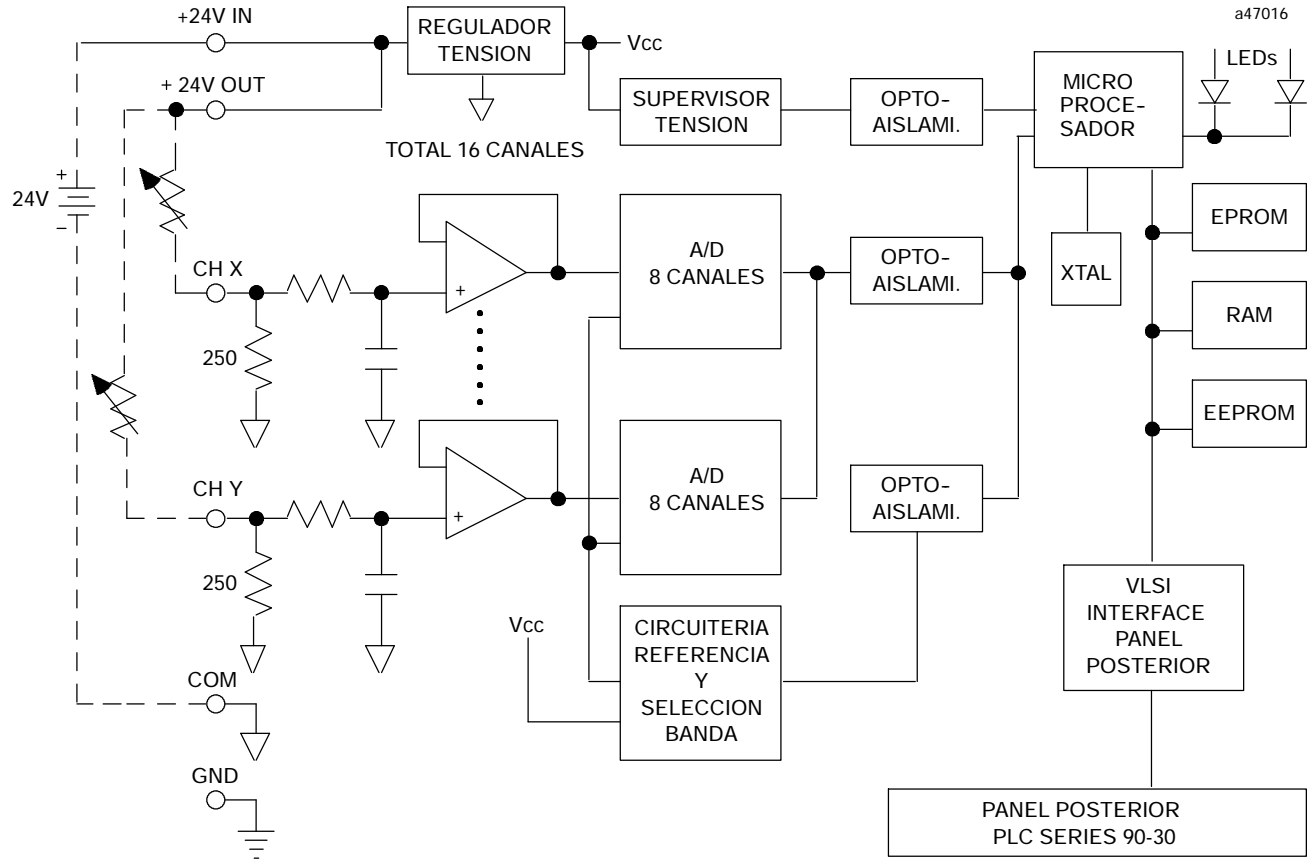 a47016
+24V IN
REGULADOR
TENSION
Vcc
LEDs
+ 24V OUT
MICRO
PROCE-
SADOR
SUPERVISOR
TENSION
OPTO-
AISLAMI.
TOTAL 16 CANALES
+
24V
–
EPROM
A/D
8 CANALES
OPTO-
AISLAMI.
XTAL
CH X
+
RAM
250
EEPROM
CH Y
A/D
8 CANALES
OPTO-
AISLAMI.
+
250
VLSI
INTERFACE
PANEL
POSTERIOR
Vcc
CIRCUITERIA
REFERENCIA
Y
SELECCION
BANDA
COM
GND
PANEL POSTERIOR
PLC SERIES 90-30